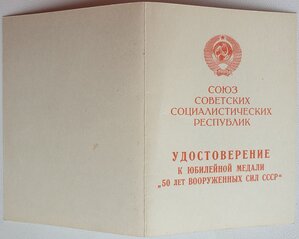 СОЮЗ
СОВЕТСКИХ
СОЦИАЛИСТИЧЕСКИХ
РЕСПУБЛИК
УДОСТОВЕРЕНИЕ
К ЮБИЛЕЙНОЙ МЕДАЛИ
„50 ЛЕТ ВООРУЖЕННЫХ СИЛ СССР“